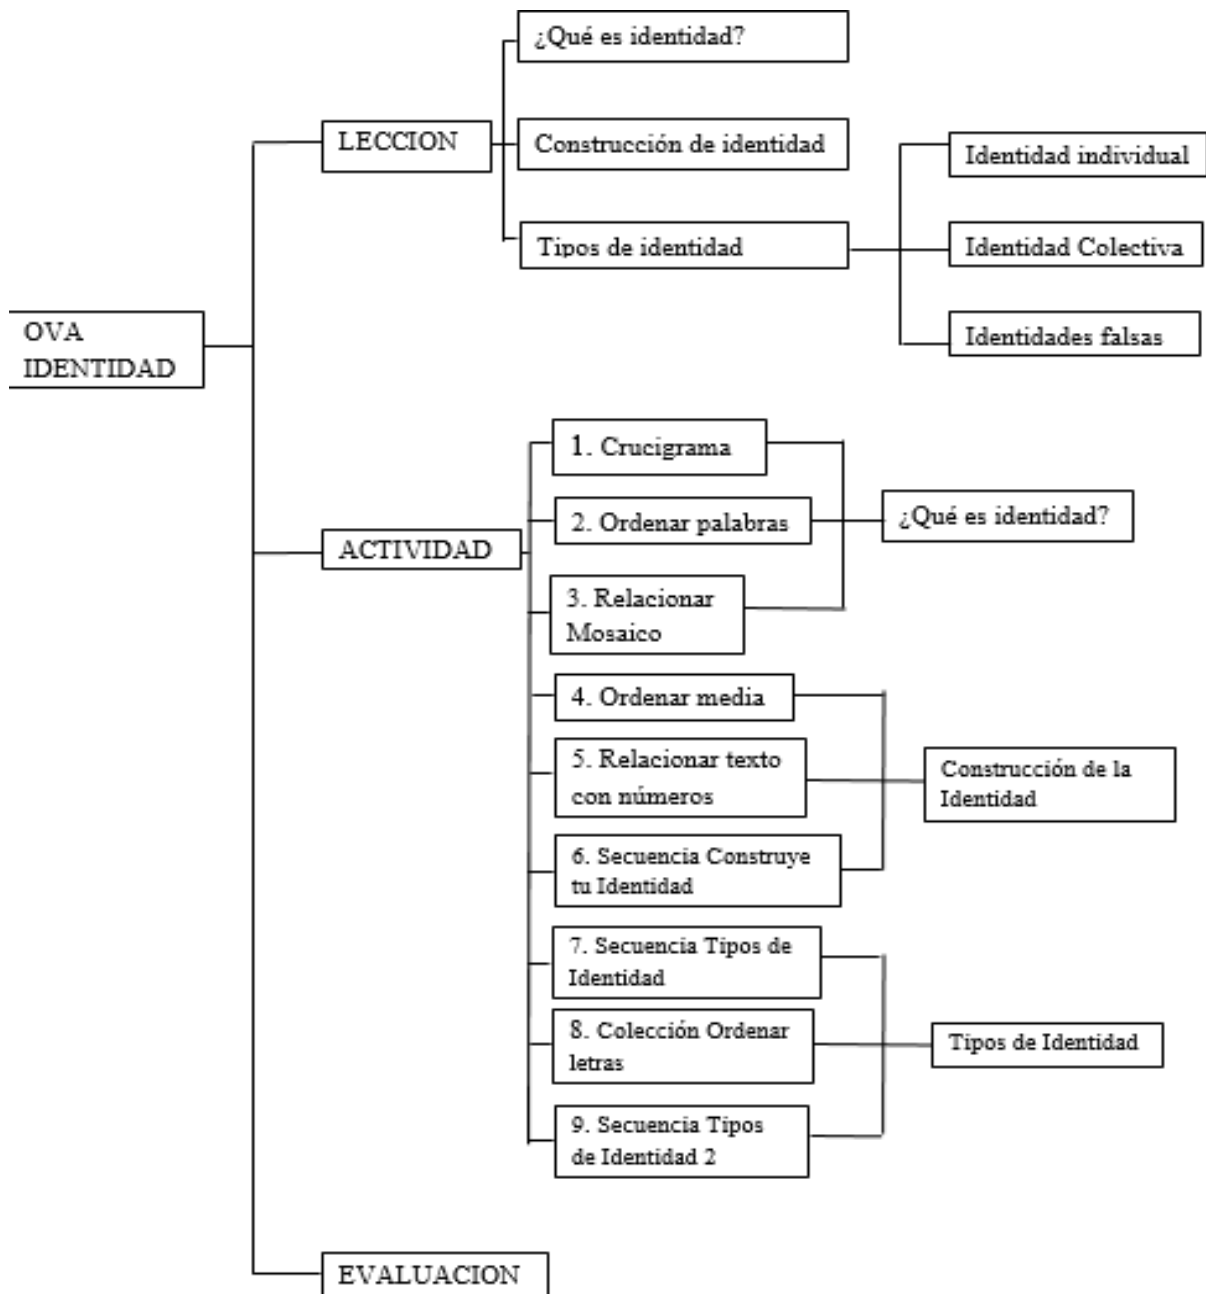 ¿Qué es identidad?
LECCION
Construcción de identidad
Identidad individual
Tipos de identidad
Identidad Colectiva
OVA
IDENTIDAD
Identidades falsas
1. Crucigrama
2. Ordenar palabras
¿Qué es identidad?
ACTIVIDAD
3. Relacionar
Mosaico
4. Ordenar media
5. Relacionar texto
con números
Construcción de la
Identidad
6. Secuencia Construye
tu Identidad
7. Secuencia Tipos de
Identidad
8. Colección Ordenar
letras
Tipos de Identidad
9. Secuencia Tipos
de Identidad 2
EVALUACION